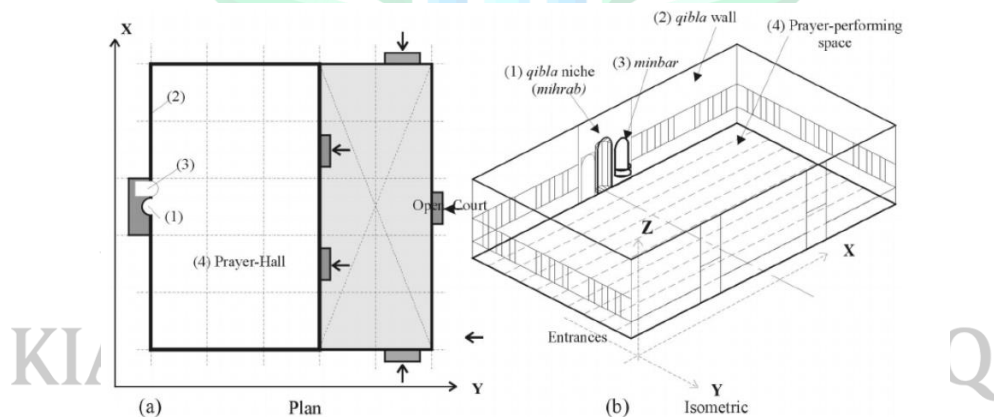 X
(2)
(3)
(1)
(4) Prayer-Hall
Open Court
Y
(a)
Plan
(2) qibla wall
(4) Prayer-performing
space
(1) qibla niche
(mihrab)
(3) minbar
Z
X
Entrances
Y
(b)
Isometric
KIA
Q